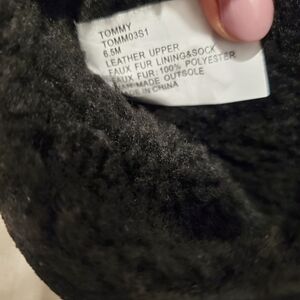 TOMMY
TOMM03S1
6.5M
LEATHER UPPER
FAUX FUR LINING&SOCK
FAUX FUR: 100% POLYESTER
MADE OUTSOLE
IN CHINA